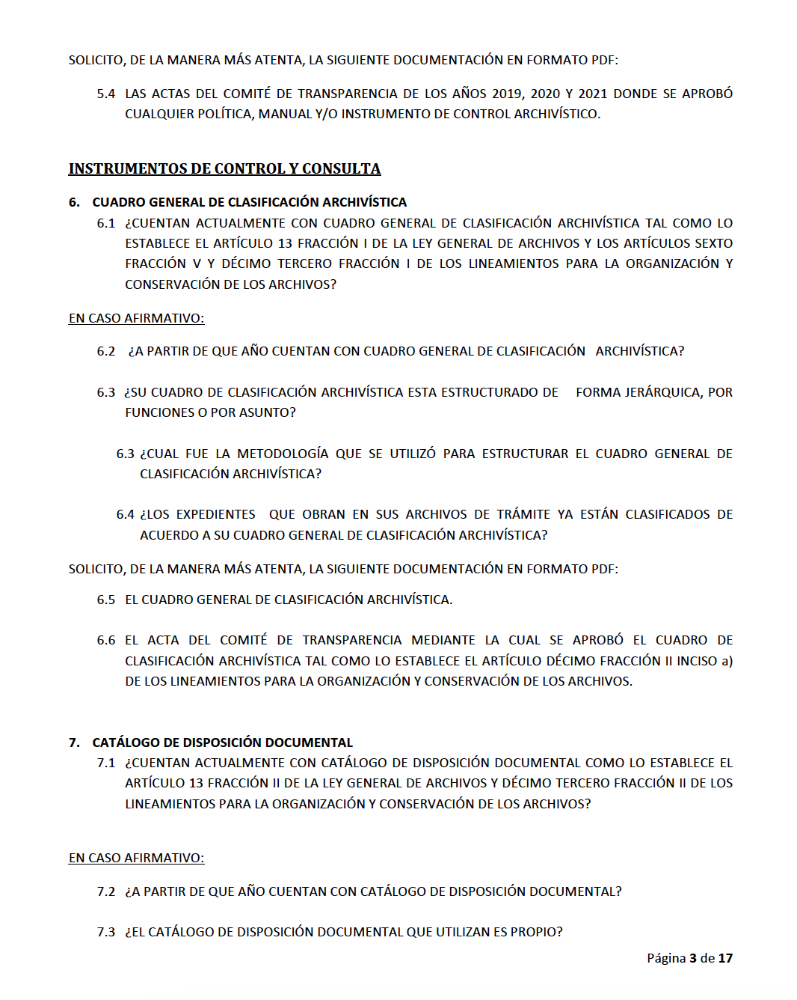 SOLICITO, DE LA MANERA MÁS ATENTA, LA SIGUIENTE DOCUMENTACIÓN EN FORMATO PDF:
5.4 LAS ACTAS DEL COMITÉ DE TRANSPARENCIA DE LOS AÑOS 2019, 2020 Y 2021 DONDE SE APROBÓ
CUALQUIER POLÍTICA, MANUAL Y/O INSTRUMENTO DE CONTROL ARCHIVÍSTICO.
INSTRUMENTOS DE CONTROL Y CONSULTA
6. CUADRO GENERAL DE CLASIFICACIÓN ARCHIVÍSTICA
6.1 ¿CUENTAN ACTUALMENTE CON CUADRO GENERAL DE CLASIFICACIÓN ARCHIVÍSTICA TAL COMO LO
ESTABLECE EL ARTÍCULO 13 FRACCIÓN I DE LA LEY GENERAL DE ARCHIVOS Y LOS ARTÍCULOS SEXTO
FRACCIÓN V Y DÉCIMO TERCERO FRACCIÓN I DE LOS LINEAMIENTOS PARA LA ORGANIZACIÓN Y
CONSERVACIÓN DE LOS ARCHIVOS?
EN CASO AFIRMATIVO:
6.2 ¿A PARTIR DE QUE AÑO CUENTAN CON CUADRO GENERAL DE CLASIFICACIÓN ARCHIVÍSTICA?
6.3 ¿SU CUADRO DE CLASIFICACIÓN ARCHIVÍSTICA ESTA ESTRUCTURADO DE FORMA JERÁRQUICA, POR
FUNCIONES O POR ASUNTO?
6.3 ¿CUAL FUE LA METODOLOGÍA QUE SE UTILIZÓ PARA ESTRUCTURAR EL CUADRO GENERAL DE
CLASIFICACIÓN ARCHIVÍSTICA?
6.4 ¿LOS EXPEDIENTES QUE OBRAN EN SUS ARCHIVOS DE TRÁMITE YA ESTÁN CLASIFICADOS DE
ACUERDO A SU CUADRO GENERAL DE CLASIFICACIÓN ARCHIVÍSTICA?
SOLICITO, DE LA MANERA MÁS ATENTA, LA SIGUIENTE DOCUMENTACIÓN EN FORMATO PDF:
6.5 EL CUADRO GENERAL DE CLASIFICACIÓN ARCHIVÍSTICA.
6.6 EL ACTA DEL COMITÉ DE TRANSPARENCIA MEDIANTE LA CUAL SE APROBÓ EL CUADRO DE
CLASIFICACIÓN ARCHIVÍSTICA TAL COMO LO ESTABLECE EL ARTÍCULO DÉCIMO FRACCIÓN II INCISO a)
DE LOS LINEAMIENTOS PARA LA ORGANIZACIÓN Y CONSERVACIÓN DE LOS ARCHIVOS.
7. CATÁLOGO DE DISPOSICIÓN DOCUMENTAL
7.1 ¿CUENTAN ACTUALMENTE CON CATÁLOGO DE DISPOSICIÓN DOCUMENTAL COMO LO ESTABLECE EL
ARTÍCULO 13 FRACCIÓN II DE LA LEY GENERAL DE ARCHIVOS Y DÉCIMO TERCERO FRACCIÓN II DE LOS
LINEAMIENTOS PARA LA ORGANIZACIÓN Y CONSERVACIÓN DE LOS ARCHIVOS?
EN CASO AFIRMATIVO:
7.2 ¿A PARTIR DE QUE AÑO CUENTAN CON CATÁLOGO DE DISPOSICIÓN DOCUMENTAL?
7.3 ¿EL CATÁLOGO DE DISPOSICIÓN DOCUMENTAL QUE UTILIZAN ES PROPIO?
Página 3 de 17